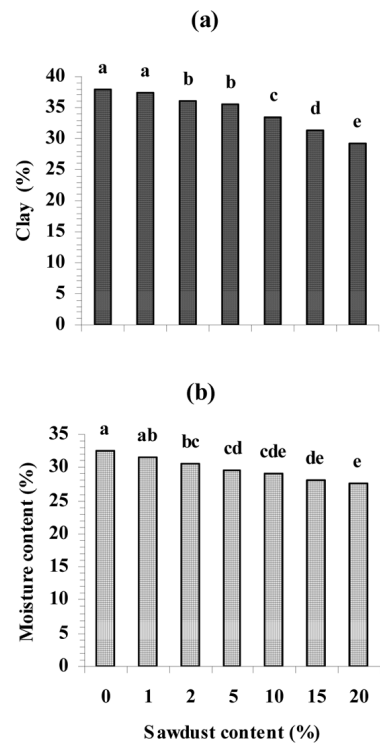 (a)
a a b b c d e
40
35
30
25
20
15
10
5
0
Clay (%)
(b)
a ab bc cd cde de e
35
30
25
20
15
10
5
0
Moisture content (%)
0 1 2 5 10 15 20
Sawdust content (%)